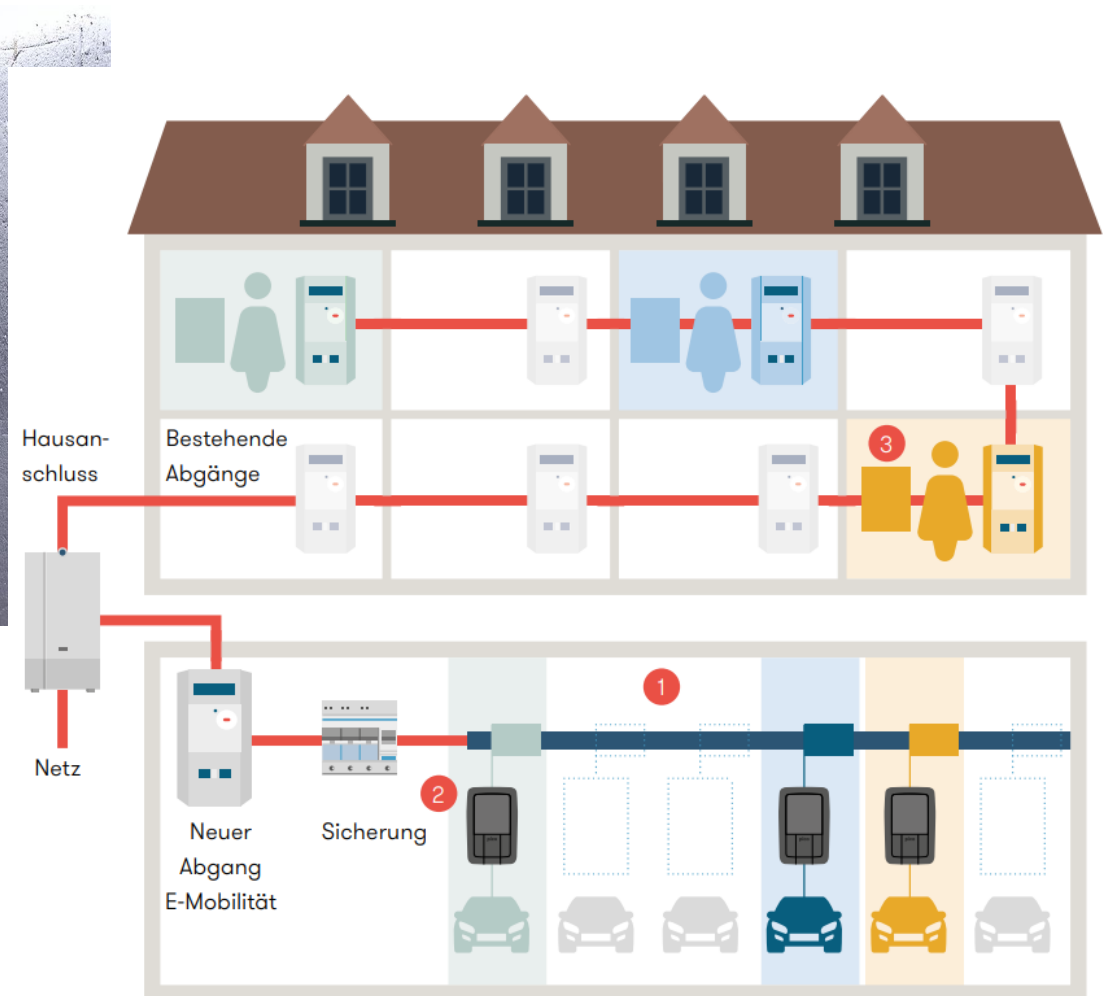 Hausan-
schluss
Bestehende
Abgänge
3
1
2
Netz
Neuer
Abgang
E-Mobilität
Sicherung